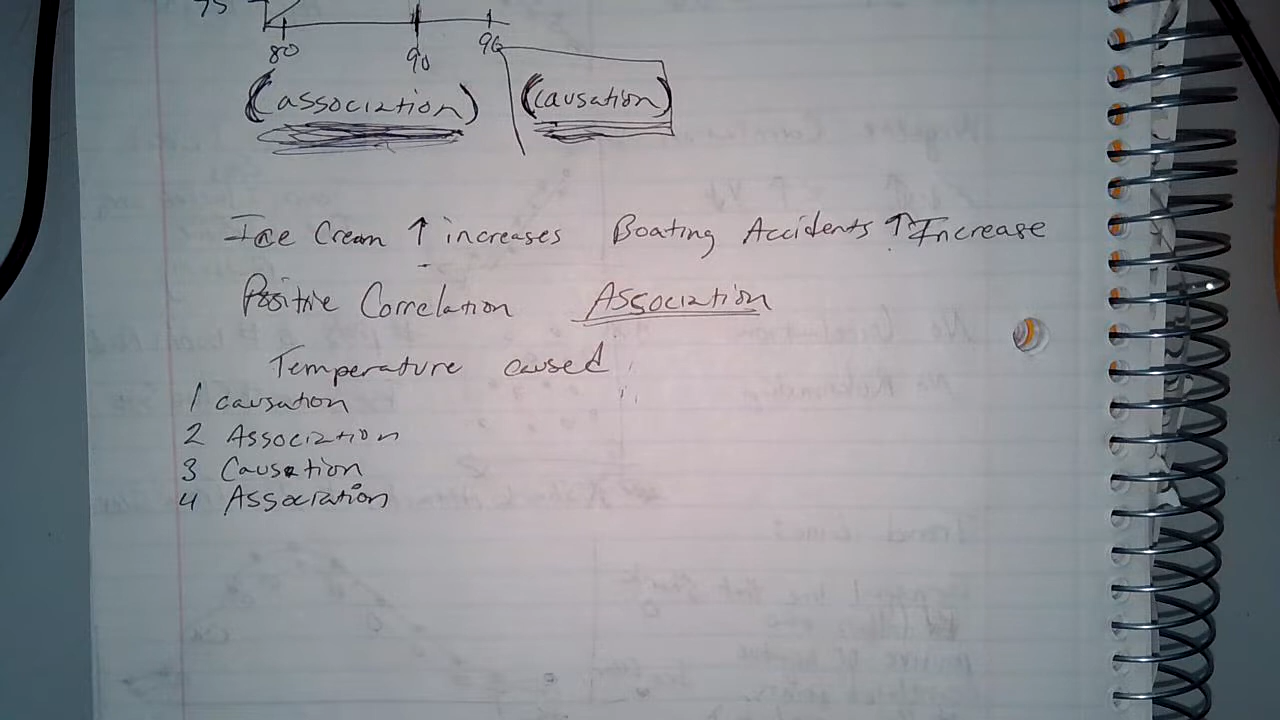 75
80 90 96
(association) (causation)
Ice Cream ↑ increases Boating Accidents ↑ Increase
Positive Correlation Association
Temperature caused
1 causation
2 Association
3 Causation
4 Association